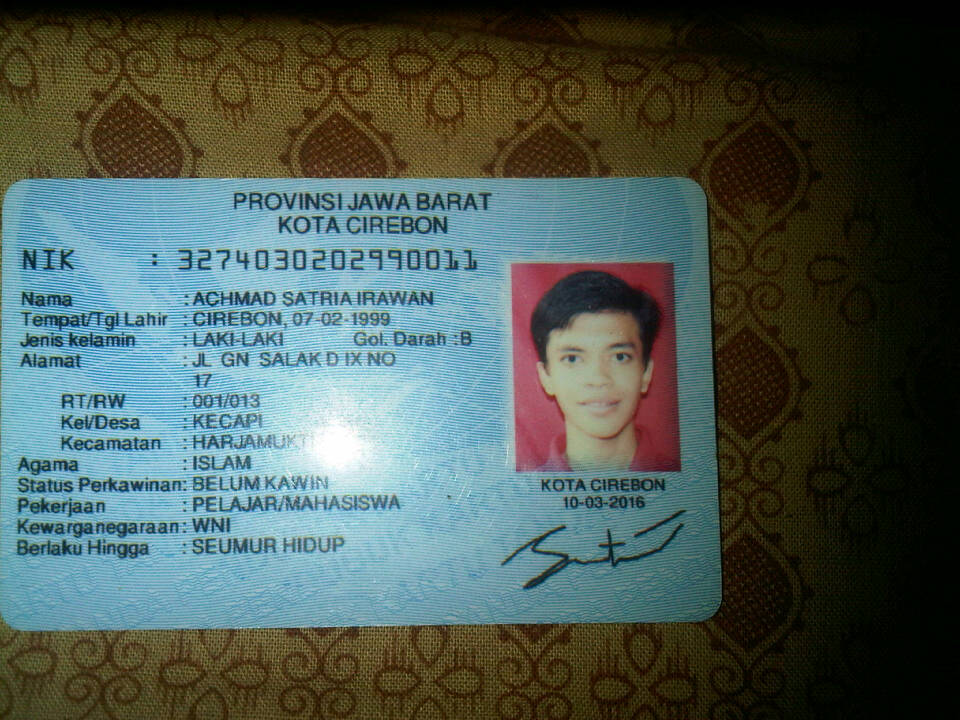 PROVINSI JAWA BARAT
KOTA CIREBON
NIK : 3274030202990011
Nama : ACHMAD SATRIA IRAWAN
Tempat/Tgl Lahir : CIREBON, 07-02-1999
Jenis kelamin : LAKI-LAKI Gol. Darah : B
Alamat : JL GN SALAK D IX NO
17
RT/RW : 001/013
Kel/Desa : KECAPI
Kecamatan : HARJAMUKTI
Agama : ISLAM
Status Perkawinan: BELUM KAWIN
Pekerjaan : PELAJAR/MAHASISWA
Kewarganegaraan: WNI
Berlaku Hingga : SEUMUR HIDUP
KOTA CIREBON
10-03-2016